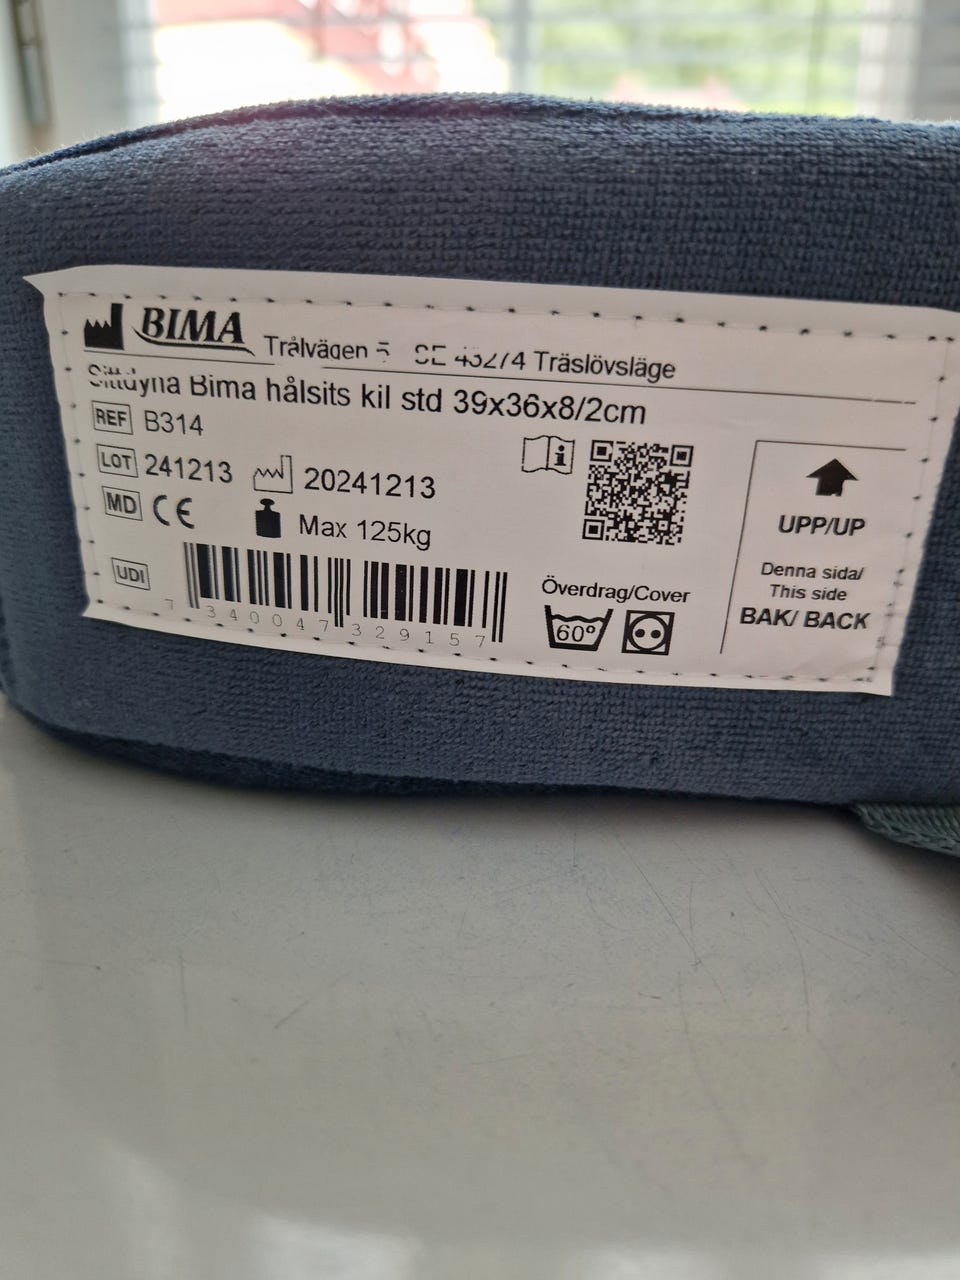 BIMA
Trålvägen 5 SE 43274 Träslövsläge
Sittdyna Bima hålsits kil std 39x36x8/2cm
REF B314
LOT 241213 20241213
MD CE Max 125kg
UDI
7 340047 329157
Överdrag/Cover
60º
UPP/UP
Denna sida/
This side
BAK/ BACK